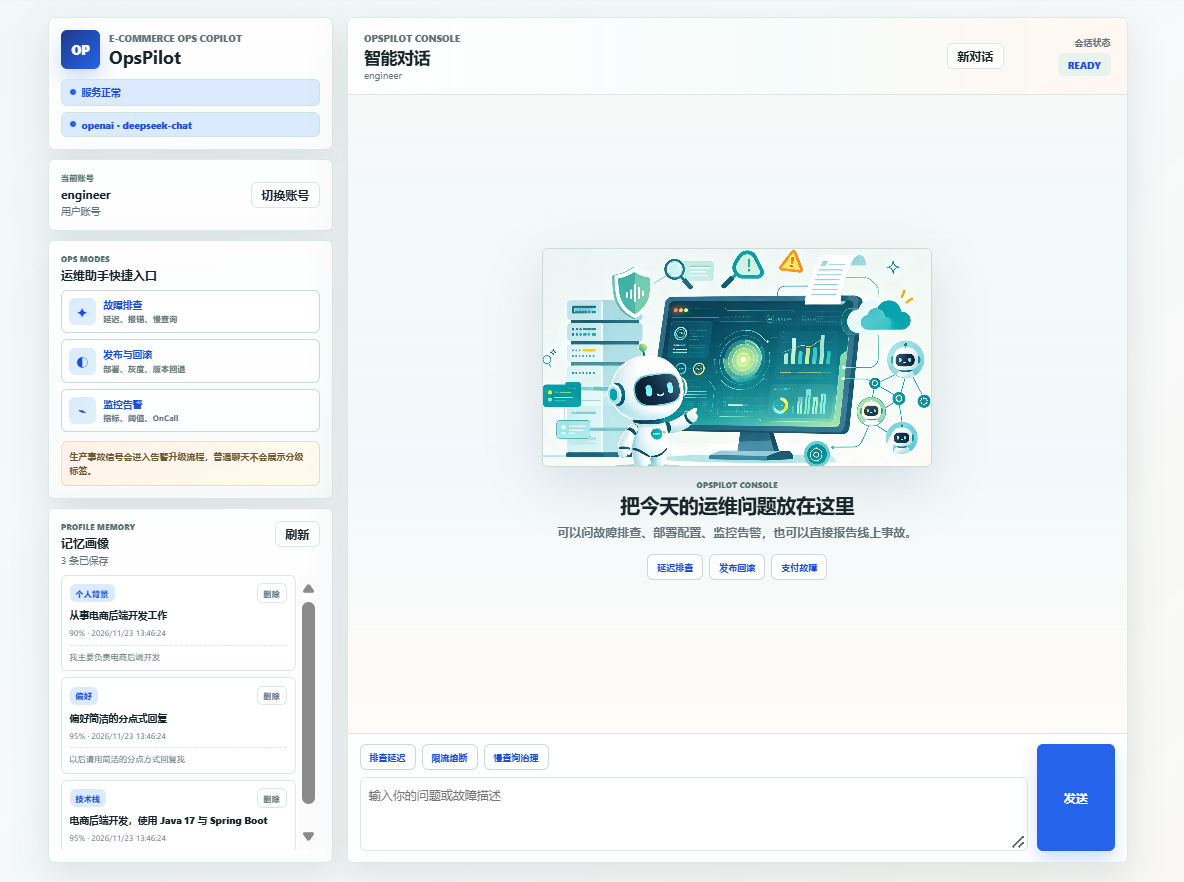 OP
E-COMMERCE OPS COPILOT
OpsPilot
服务正常
openai · deepseek-chat
当前账号
engineer
用户账号
切换账号
OPS MODES
运维助手快捷入口
故障排查
延迟、报错、慢查询
发布与回滚
部署、灰度、版本回退
监控告警
指标、阈值、OnCall
生产事故信号会进入告警升级流程，普通聊天不会展示分级
标签。
PROFILE MEMORY
记忆画像
3 条已保存
刷新
个人背景
删除
从事电商后端开发工作
90% · 2026/11/23 13:46:24
我主要负责电商后端开发
偏好
删除
偏好简洁的分点式回复
95% · 2026/11/23 13:46:24
以后请用简洁的分点方式回复我
技术栈
删除
电商后端开发，使用 Java 17 与 Spring Boot
95% · 2026/11/23 13:46:24
OPSPILOT CONSOLE
智能对话
engineer
新对话
会话状态
READY
OPSPILOT CONSOLE
把今天的运维问题放在这里
可以问故障排查、部署配置、监控告警，也可以直接报告线上事故。
延迟排查
发布回滚
支付故障
排查延迟
限流熔断
慢查询治理
输入你的问题或故障描述
发送